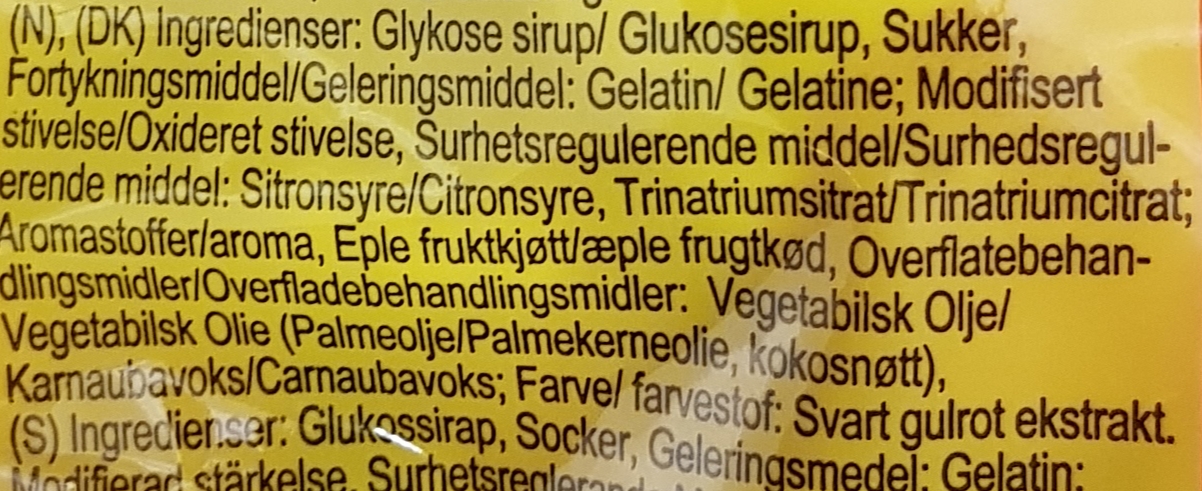 (N), (DK) Ingredienser: Glykose sirup/ Glukosesirup, Sukker,
Fortykningsmiddel/Geleringsmiddel: Gelatin/ Gelatine; Modifisert
stivelse/Oxideret stivelse, Surhetsregulerende middel/Surhedsregul-
erende middel: Sitronsyre/Citronsyre, Trinatriumsitrat/Trinatriumcitrat;
Aromastoffer/aroma, Eple fruktkjøtt/æple frugtkød, Overflatebehan-
dlingsmidler/Overfladebehandlingsmidler: Vegetabilsk Olje/
Vegetabilsk Olie (Palmeolje/Palmekerneolie, kokosnøtt),
Karnaubavoks/Carnaubavoks; Farve/ farvestof: Svart gulrot ekstrakt.
(S) Ingredienser: Glukossirap, Socker, Geleringsmedel: Gelatin;
Modifierad stärkelse,